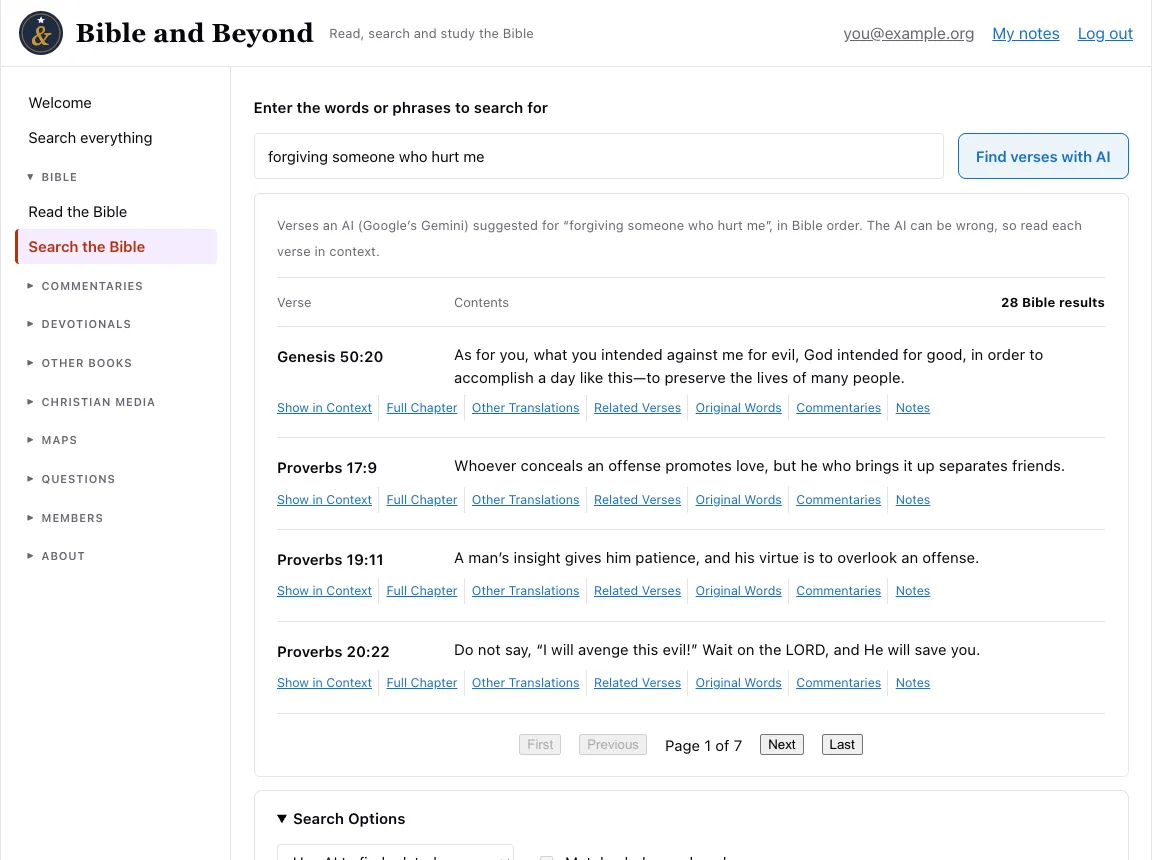 &
Bible and Beyond
Read, search and study the Bible
you@example.org
My notes
Log out
Welcome
Search everything
▼ BIBLE
Read the Bible
Search the Bible
► COMMENTARIES
► DEVOTIONALS
► OTHER BOOKS
► CHRISTIAN MEDIA
► MAPS
► QUESTIONS
► MEMBERS
► ABOUT
Enter the words or phrases to search for
forgiving someone who hurt me
Find verses with AI
Verses an AI (Google’s Gemini) suggested for “forgiving someone who hurt me”, in Bible order. The AI can be wrong, so read each
verse in context.
Verse Contents 28 Bible results
Genesis 50:20
As for you, what you intended against me for evil, God intended for good, in order to
accomplish a day like this—to preserve the lives of many people.
Show in Context Full Chapter Other Translations Related Verses Original Words Commentaries Notes
Proverbs 17:9
Whoever conceals an offense promotes love, but he who brings it up separates friends.
Show in Context Full Chapter Other Translations Related Verses Original Words Commentaries Notes
Proverbs 19:11
A man’s insight gives him patience, and his virtue is to overlook an offense.
Show in Context Full Chapter Other Translations Related Verses Original Words Commentaries Notes
Proverbs 20:22
Do not say, “I will avenge this evil!” Wait on the LORD, and He will save you.
Show in Context Full Chapter Other Translations Related Verses Original Words Commentaries Notes
First Previous Page 1 of 7 Next Last
▼ Search Options